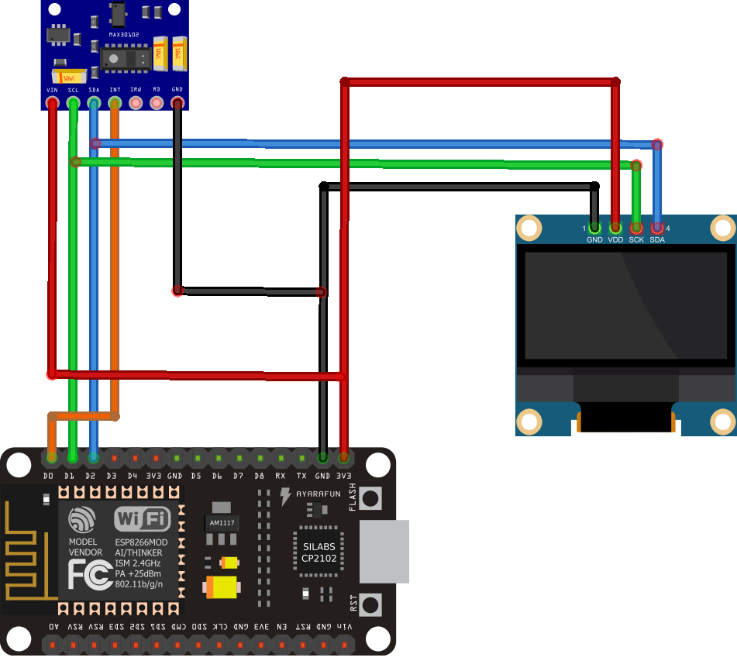 MAX30102
VIN SCL SDA INT IRD RD GND
1 4
GND VDD SCK SDA
D0 D1 D2 D3 D4 3V3 GND D5 D6 D7 D8 RX TX GND 3V3
FLASH
AYARAFUN
WiFi
AM1117
MODEL
VENDOR
ESP8266MOD
AI/THINKER
ISM 2.4GHz
PA +25dBm
802.11b/g/n
FC
SILABS
CP2102
RST
A0 RSV RSV SD3 SD2 SD1 CMD SD0 CLK GND 3V3 EN RST GND Vin